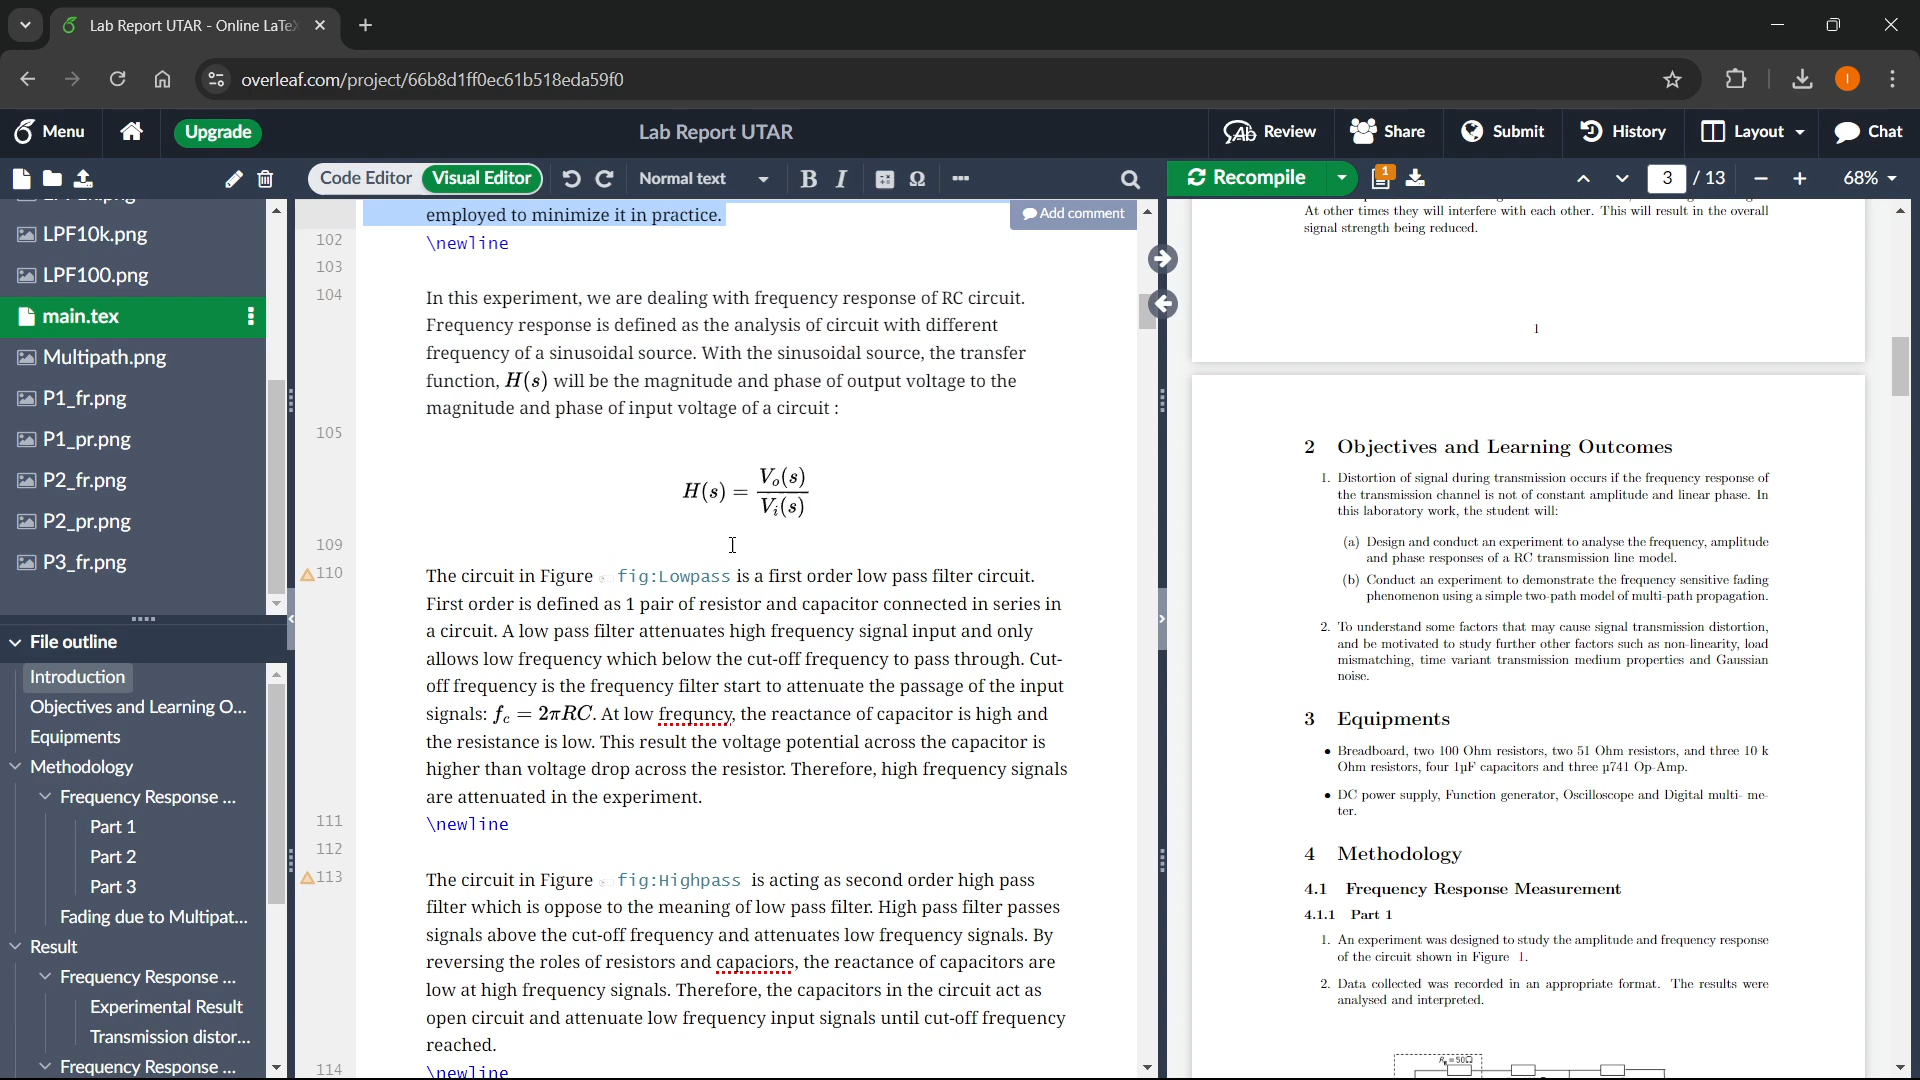 Lab Report UTAR - Online LaTe
overleaf.com/project/66b8d1ff0ec61b518eda59f0
I
Menu
Upgrade
Lab Report UTAR
Review
Share
Submit
History
Layout
Chat
Code Editor
Visual Editor
Normal text
B
I
Ω
Recompile
1
3 / 13
68%
LPF10k.png
LPF100.png
main.tex
Multipath.png
P1_fr.png
P1_pr.png
P2_fr.png
P2_pr.png
P3_fr.png
File outline
Introduction
Objectives and Learning O...
Equipments
Methodology
Frequency Response ...
Part 1
Part 2
Part 3
Fading due to Multipat...
Result
Frequency Response ...
Experimental Result
Transmission distor...
Frequency Response ...
employed to minimize it in practice.
Add comment
102 \newline
103
104 In this experiment, we are dealing with frequency response of RC circuit.
Frequency response is defined as the analysis of circuit with different
frequency of a sinusoidal source. With the sinusoidal source, the transfer
function, H(s) will be the magnitude and phase of output voltage to the
magnitude and phase of input voltage of a circuit :
105
H(s) = V_o(s) / V_i(s)
109
110 The circuit in Figure fig:Lowpass is a first order low pass filter circuit.
First order is defined as 1 pair of resistor and capacitor connected in series in
a circuit. A low pass filter attenuates high frequency signal input and only
allows low frequency which below the cut-off frequency to pass through. Cut-
off frequency is the frequency filter start to attenuate the passage of the input
signals: f_c = 2πRC. At low frequncy, the reactance of capacitor is high and
the resistance is low. This result the voltage potential across the capacitor is
higher than voltage drop across the resistor. Therefore, high frequency signals
are attenuated in the experiment.
111 \newline
112
113 The circuit in Figure fig:Highpass is acting as second order high pass
filter which is oppose to the meaning of low pass filter. High pass filter passes
signals above the cut-off frequency and attenuates low frequency signals. By
reversing the roles of resistors and capaciors, the reactance of capacitors are
low at high frequency signals. Therefore, the capacitors in the circuit act as
open circuit and attenuate low frequency input signals until cut-off frequency
reached.
114 \newline
At other times they will interfere with each other. This will result in the overall
signal strength being reduced.
1
2 Objectives and Learning Outcomes
1. Distortion of signal during transmission occurs if the frequency response of
the transmission channel is not of constant amplitude and linear phase. In
this laboratory work, the student will:
(a) Design and conduct an experiment to analyse the frequency, amplitude
and phase responses of a RC transmission line model.
(b) Conduct an experiment to demonstrate the frequency sensitive fading
phenomenon using a simple two-path model of multi-path propagation.
2. To understand some factors that may cause signal transmission distortion,
and be motivated to study further other factors such as non-linearity, load
mismatching, time variant transmission medium properties and Gaussian
noise.
3 Equipments
• Breadboard, two 100 Ohm resistors, two 51 Ohm resistors, and three 10 k
Ohm resistors, four 1µF capacitors and three µ741 Op-Amp.
• DC power supply, Function generator, Oscilloscope and Digital multi- me-
ter.
4 Methodology
4.1 Frequency Response Measurement
4.1.1 Part 1
1. An experiment was designed to study the amplitude and frequency response
of the circuit shown in Figure 1.
2. Data collected was recorded in an appropriate format. The results were
analysed and interpreted.